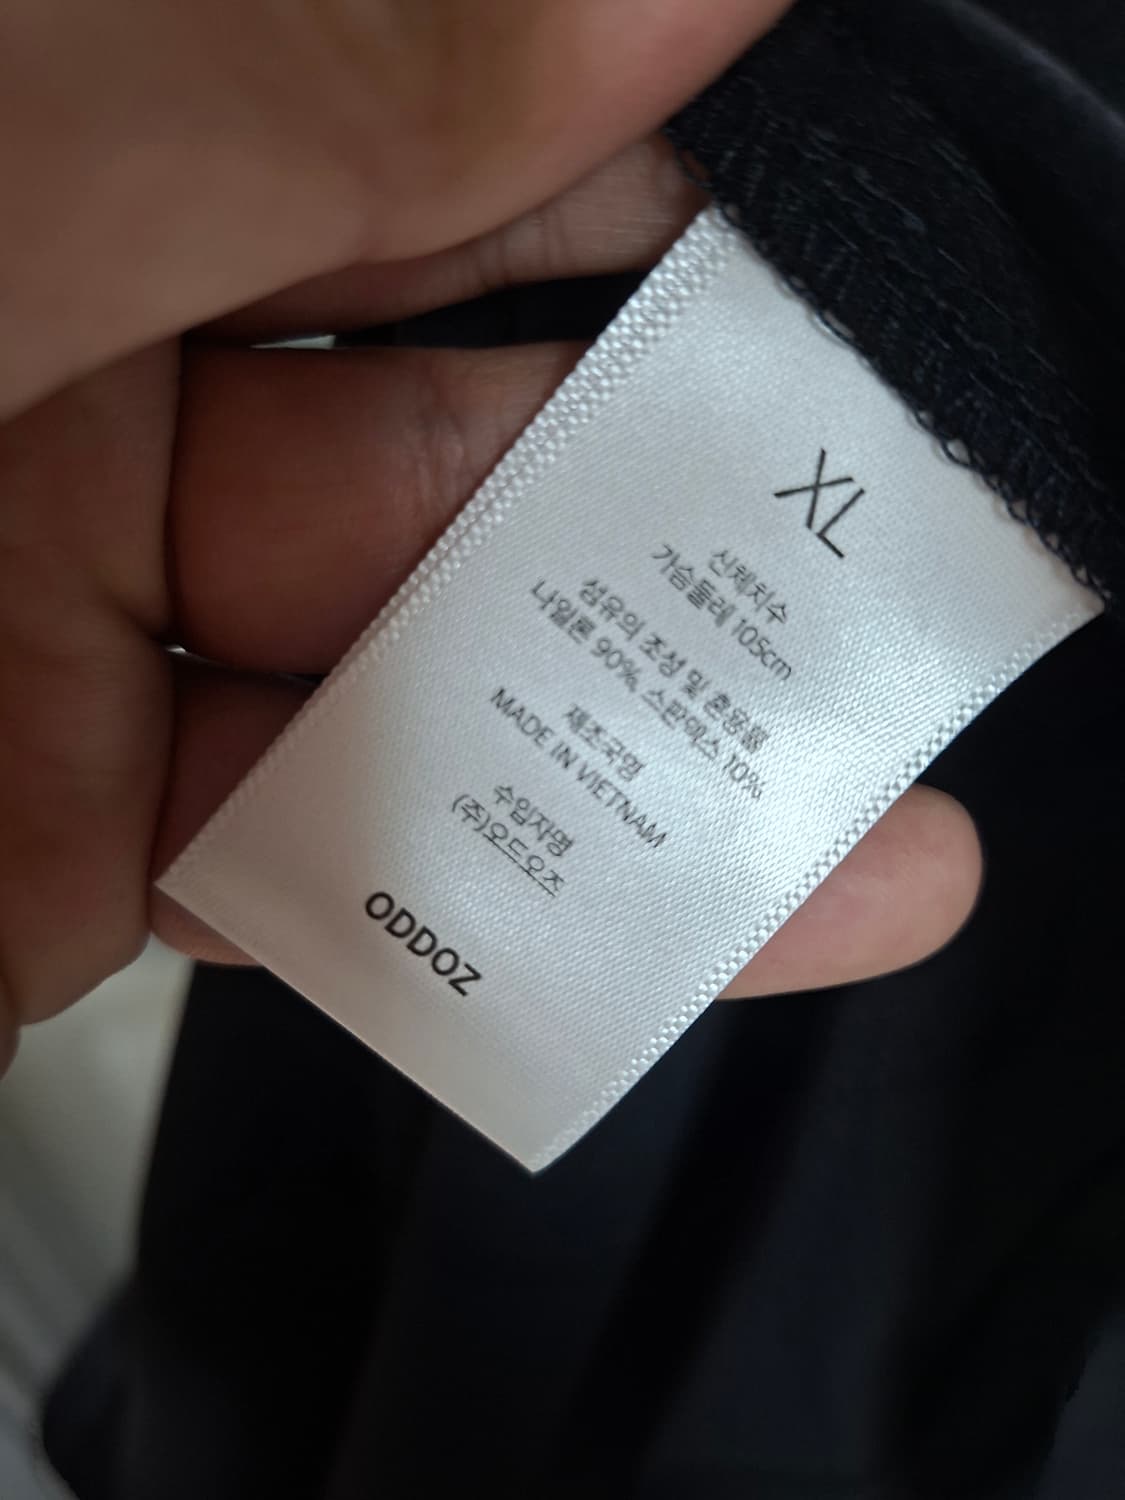 XL
신체치수
가슴둘레 105cm
섬유의 조성 및 혼용률
나일론 90%, 스판덱스 10%
제조국명
MADE IN VIETNAM
수입자명
(주)오드오즈
ODDOZ